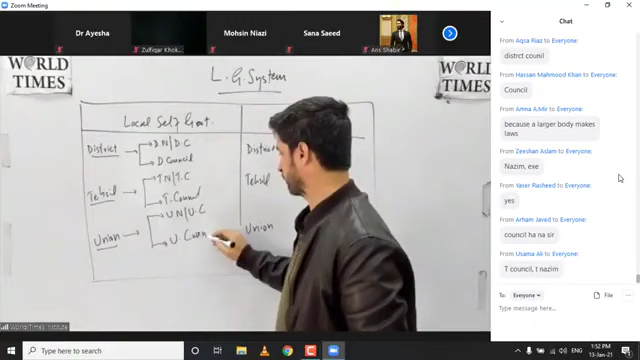 Zoom Meeting
Dr Ayesha
Zulfiqar Khok...
Mohsin Niazi
Sana Saeed
Ans Shabir
WORLD
TIMES
WORLD
TIMES
L.G.System
Local Self Govt.
District
D.N/D.C
D.Council
Tehsil
T.N/T.C
T.Council
Union
U.N/U.C
U.Coun
District
Tehsil
Union
World Times Institute
Chat
From Aqsa Riaz to Everyone:
distrct counil
From Hassan Mahmood Khan to Everyone:
Council
From Amna A.Mir to Everyone:
because a larger body makes
laws
From Zeeshan Aslam to Everyone:
Nazim, exe
From Yaser Rasheed to Everyone:
yes
From Arham Javed to Everyone:
council ha na sir
From Usama Ali to Everyone:
T council, t nazim
To: Everyone
File
Type message here...
Type here to search
ENG
1:52 PM
13-Jan-21